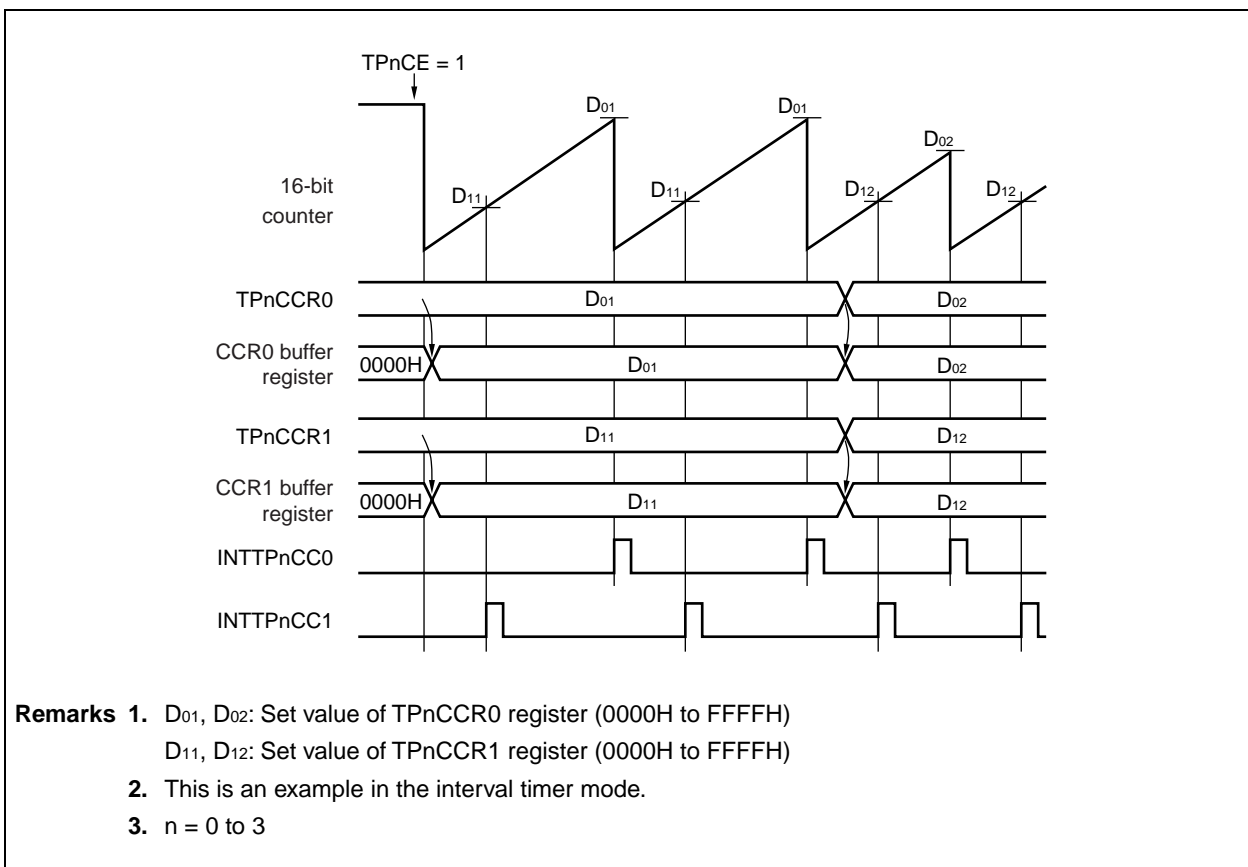 TPnCE = 1
D01 D01
D02
16-bit
counter
D11 D11 D12 D12
TPnCCR0 D01 D02
CCR0 buffer
register
0000H D01 D02
TPnCCR1 D11 D12
CCR1 buffer
register
0000H D11 D12
INTTPnCC0
INTTPnCC1
Remarks 1. D01, D02: Set value of TPnCCR0 register (0000H to FFFFH)
D11, D12: Set value of TPnCCR1 register (0000H to FFFFH)
2. This is an example in the interval timer mode.
3. n = 0 to 3